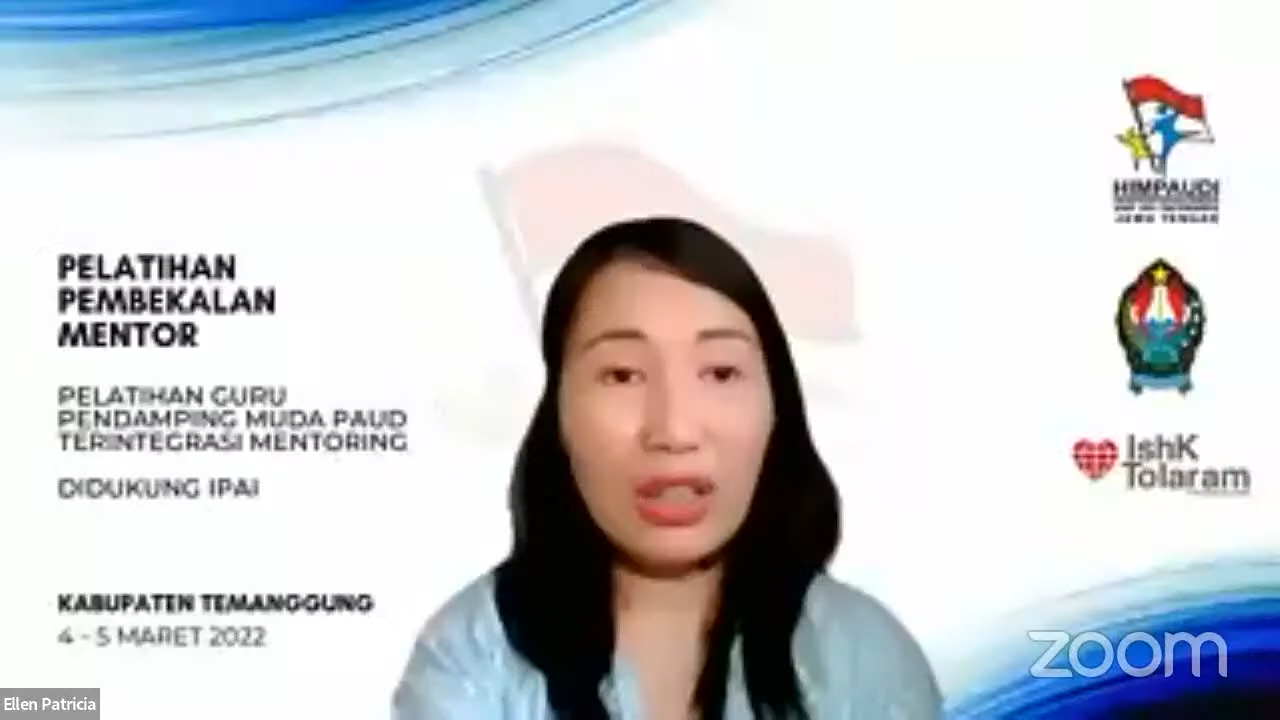 PELATIHAN
PEMBEKALAN
MENTOR
PELATIHAN GURU
PENDAMPING MUDA PAUD
TERINTEGRASI MENTORING
DIDUKUNG IPAI
KABUPATEN TEMANGGUNG
4 - 5 MARET 2022
HIMPAUDI
JAWA TENGAH
IshK
Tolaram
zoom
Ellen Patricia